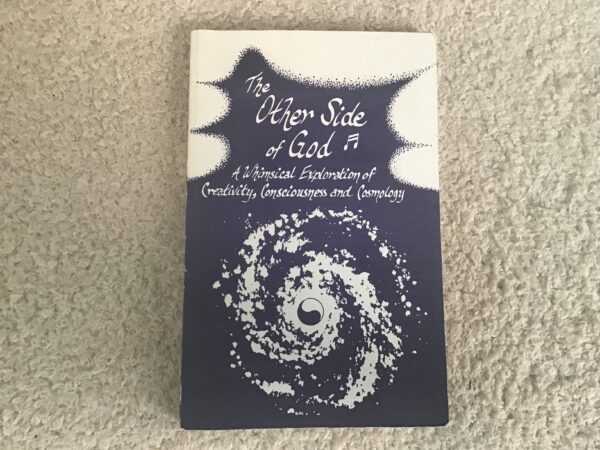 The
Other Side
of God
A Whimsical Exploration of
Creativity, Consciousness and Cosmology